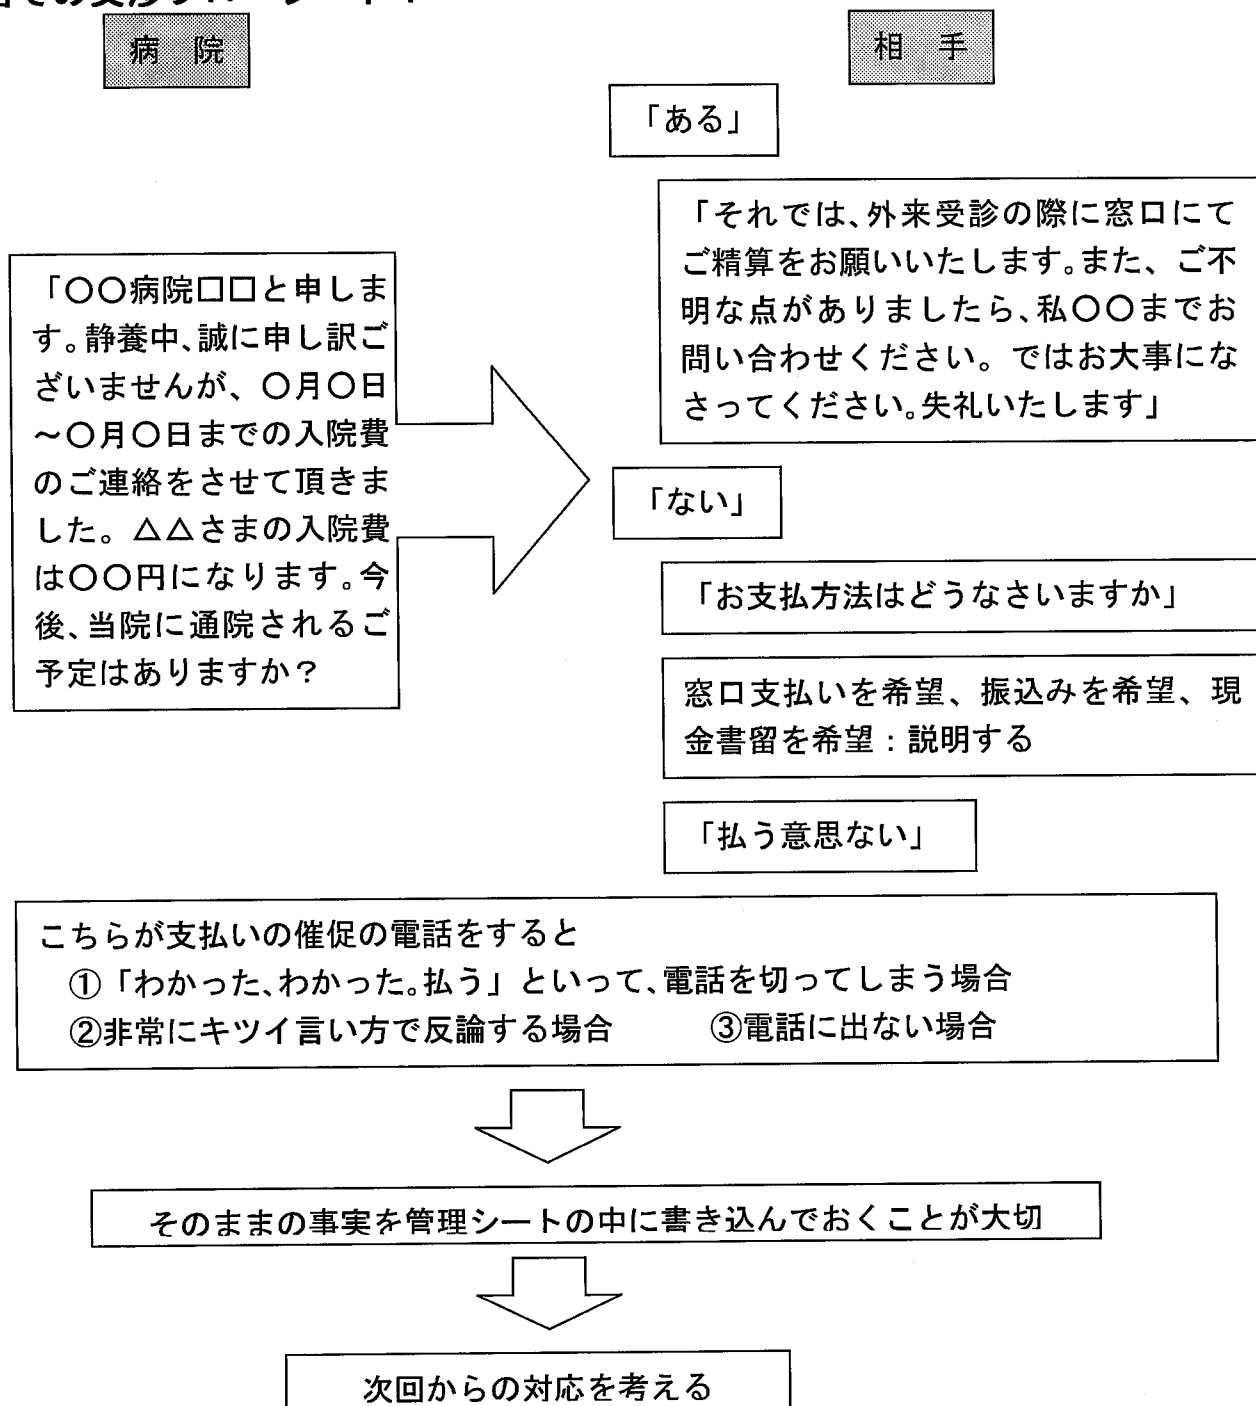 病 院
相 手
「ある」
「それでは、外来受診の際に窓口にて
ご精算をお願いいたします。また、ご不
明な点がありましたら、私〇〇までお
問い合わせください。ではお大事にな
さってください。失礼いたします」
「〇〇病院□□と申しま
す。静養中、誠に申し訳ご
ざいませんが、〇月〇日
～〇月〇日までの入院費
のご連絡をさせて頂きま
した。△△さまの入院費
は〇〇円になります。今
後、当院に通院されるご
予定はありますか？
「ない」
「お支払方法はどうなさいますか」
窓口支払いを希望、振込みを希望、現
金書留を希望：説明する
「払う意思ない」
こちらが支払いの催促の電話をすると
①「わかった、わかった。払う」といって、電話を切ってしまう場合
②非常にキツイ言い方で反論する場合 ③電話に出ない場合
そのままの事実を管理シートの中に書き込んでおくことが大切
次回からの対応を考える